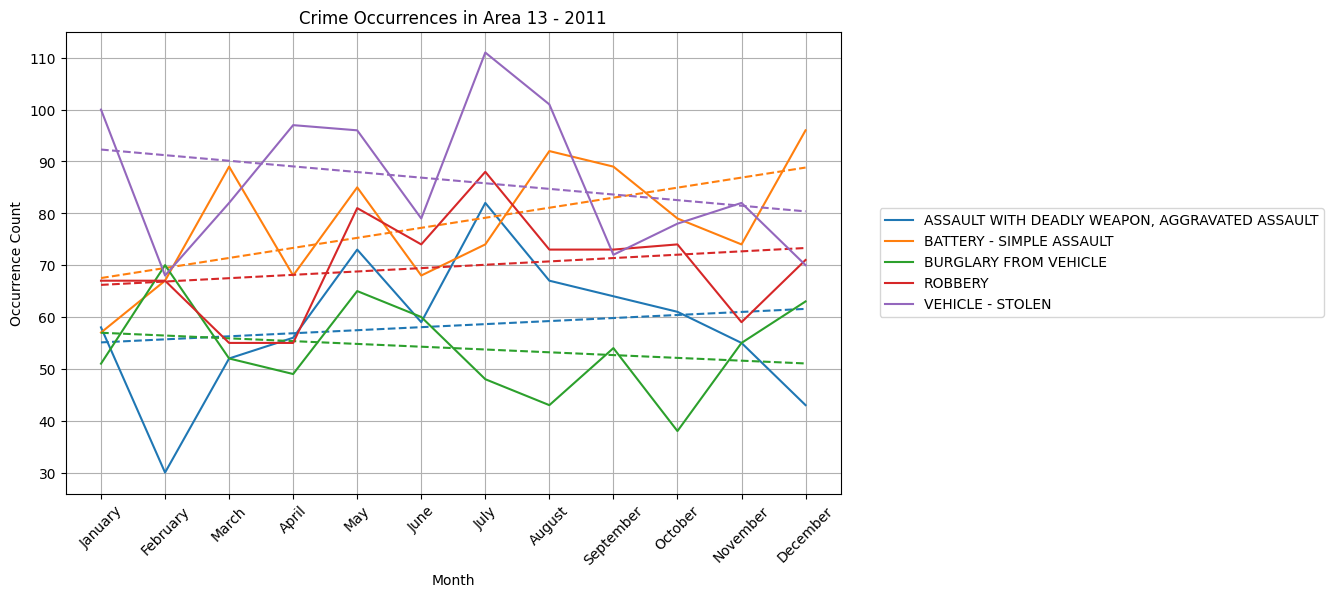 Crime Occurrences in Area 13 - 2011
Occurrence Count
110
100
90
80
70
60
50
40
30
January
February
March
April
May
June
July
August
September
October
November
December
Month
ASSAULT WITH DEADLY WEAPON, AGGRAVATED ASSAULT
BATTERY - SIMPLE ASSAULT
BURGLARY FROM VEHICLE
ROBBERY
VEHICLE - STOLEN